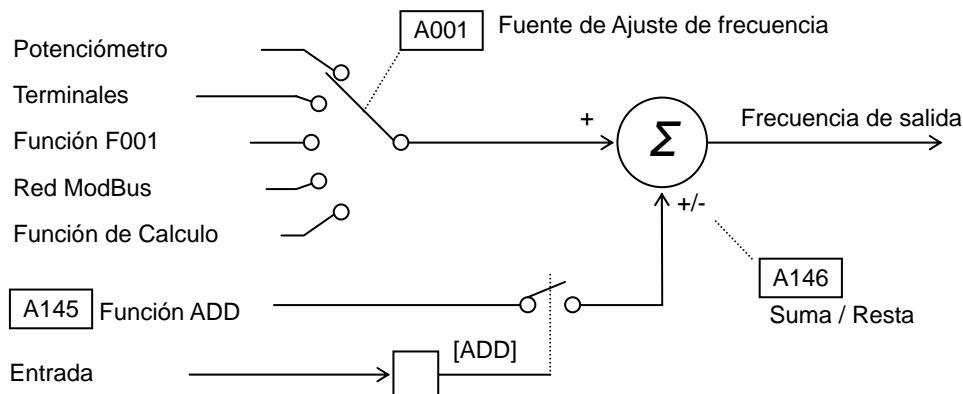 A001 Fuente de Ajuste de frecuencia
Potenciómetro
Terminales
Función F001
Red ModBus
Función de Calculo
+
Σ
Frecuencia de salida
+/-
A146
Suma / Resta
A145 Función ADD
[ADD]
Entrada